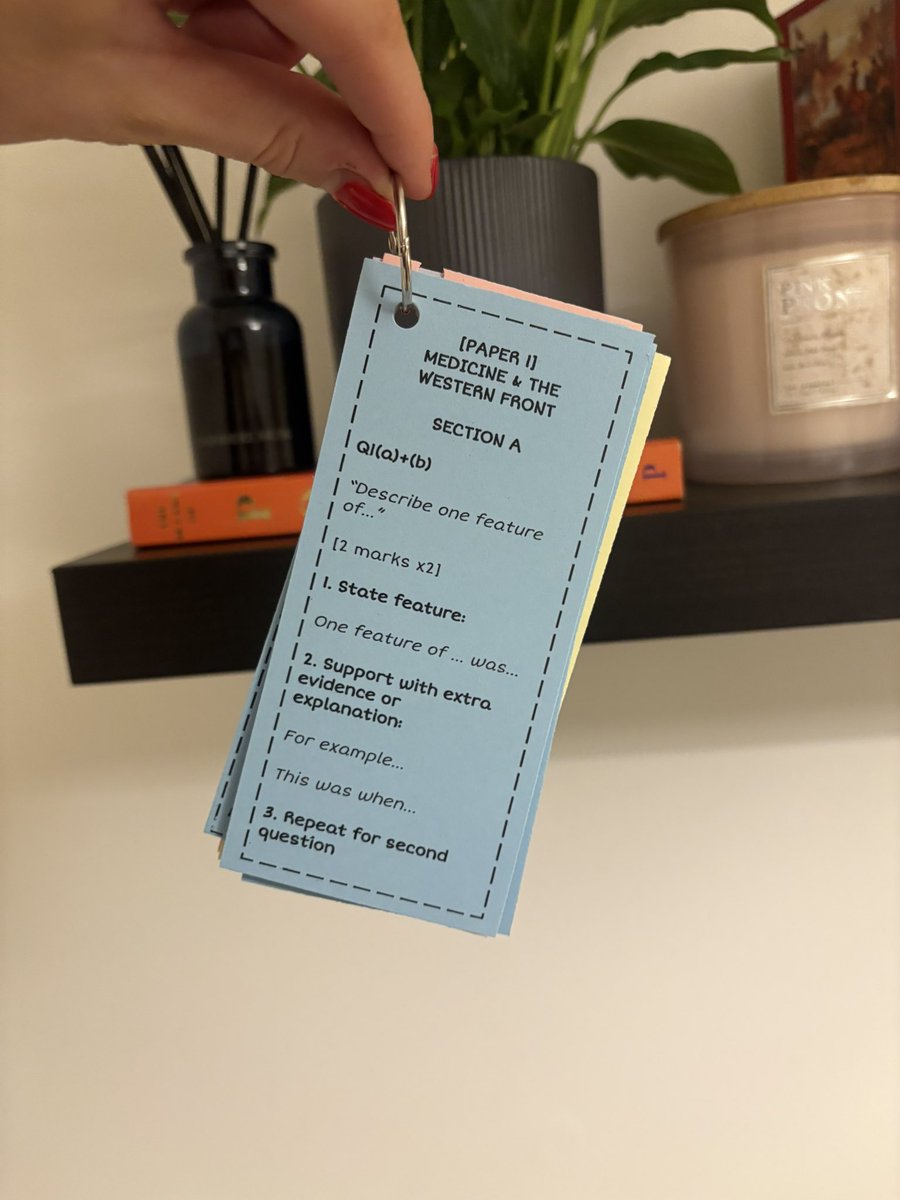 [PAPER 1]
MEDICINE & THE
WESTERN FRONT
SECTION A
Q1(a)+(b)
"Describe one feature
of..."
[2 marks x2]
1. State feature:
One feature of ... was...
2. Support with extra
evidence or
explanation:
For example...
This was when...
3. Repeat for second
question
PINK